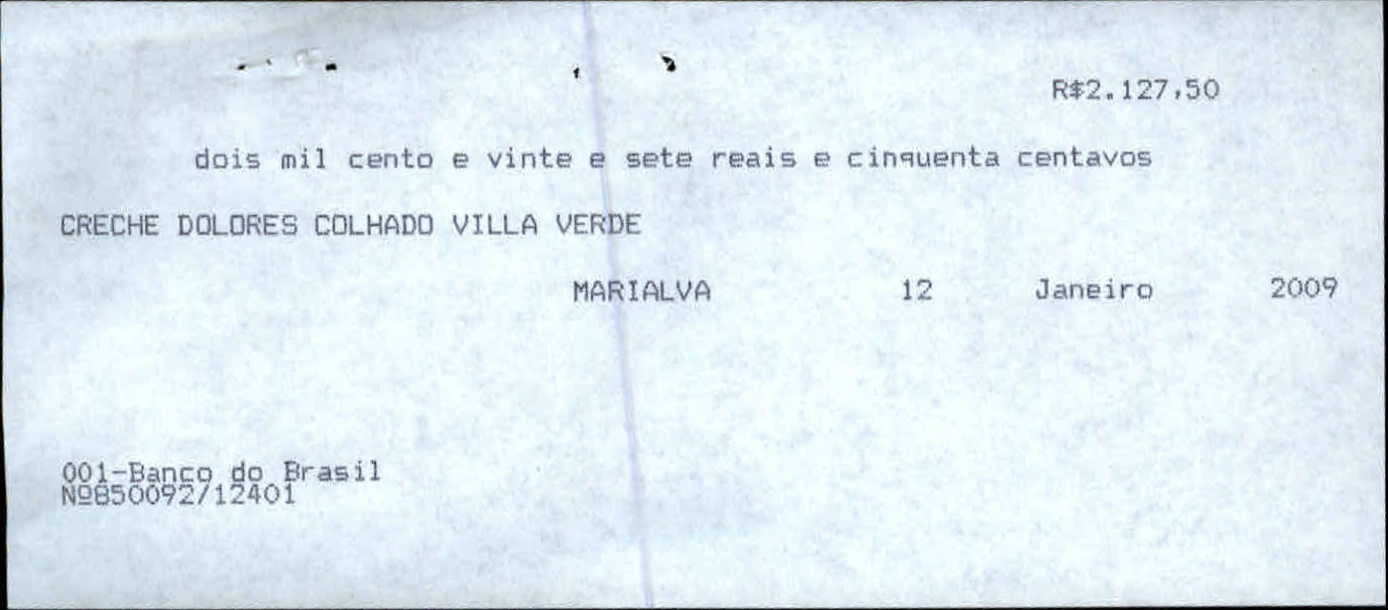 R$2.127,50
dois mil cento e vinte e sete reais e cinquenta centavos
CRECHE DOLORES COLHADO VILLA VERDE
MARIALVA 12 Janeiro 2009
001-Banco do Brasil
Nº850092/12401